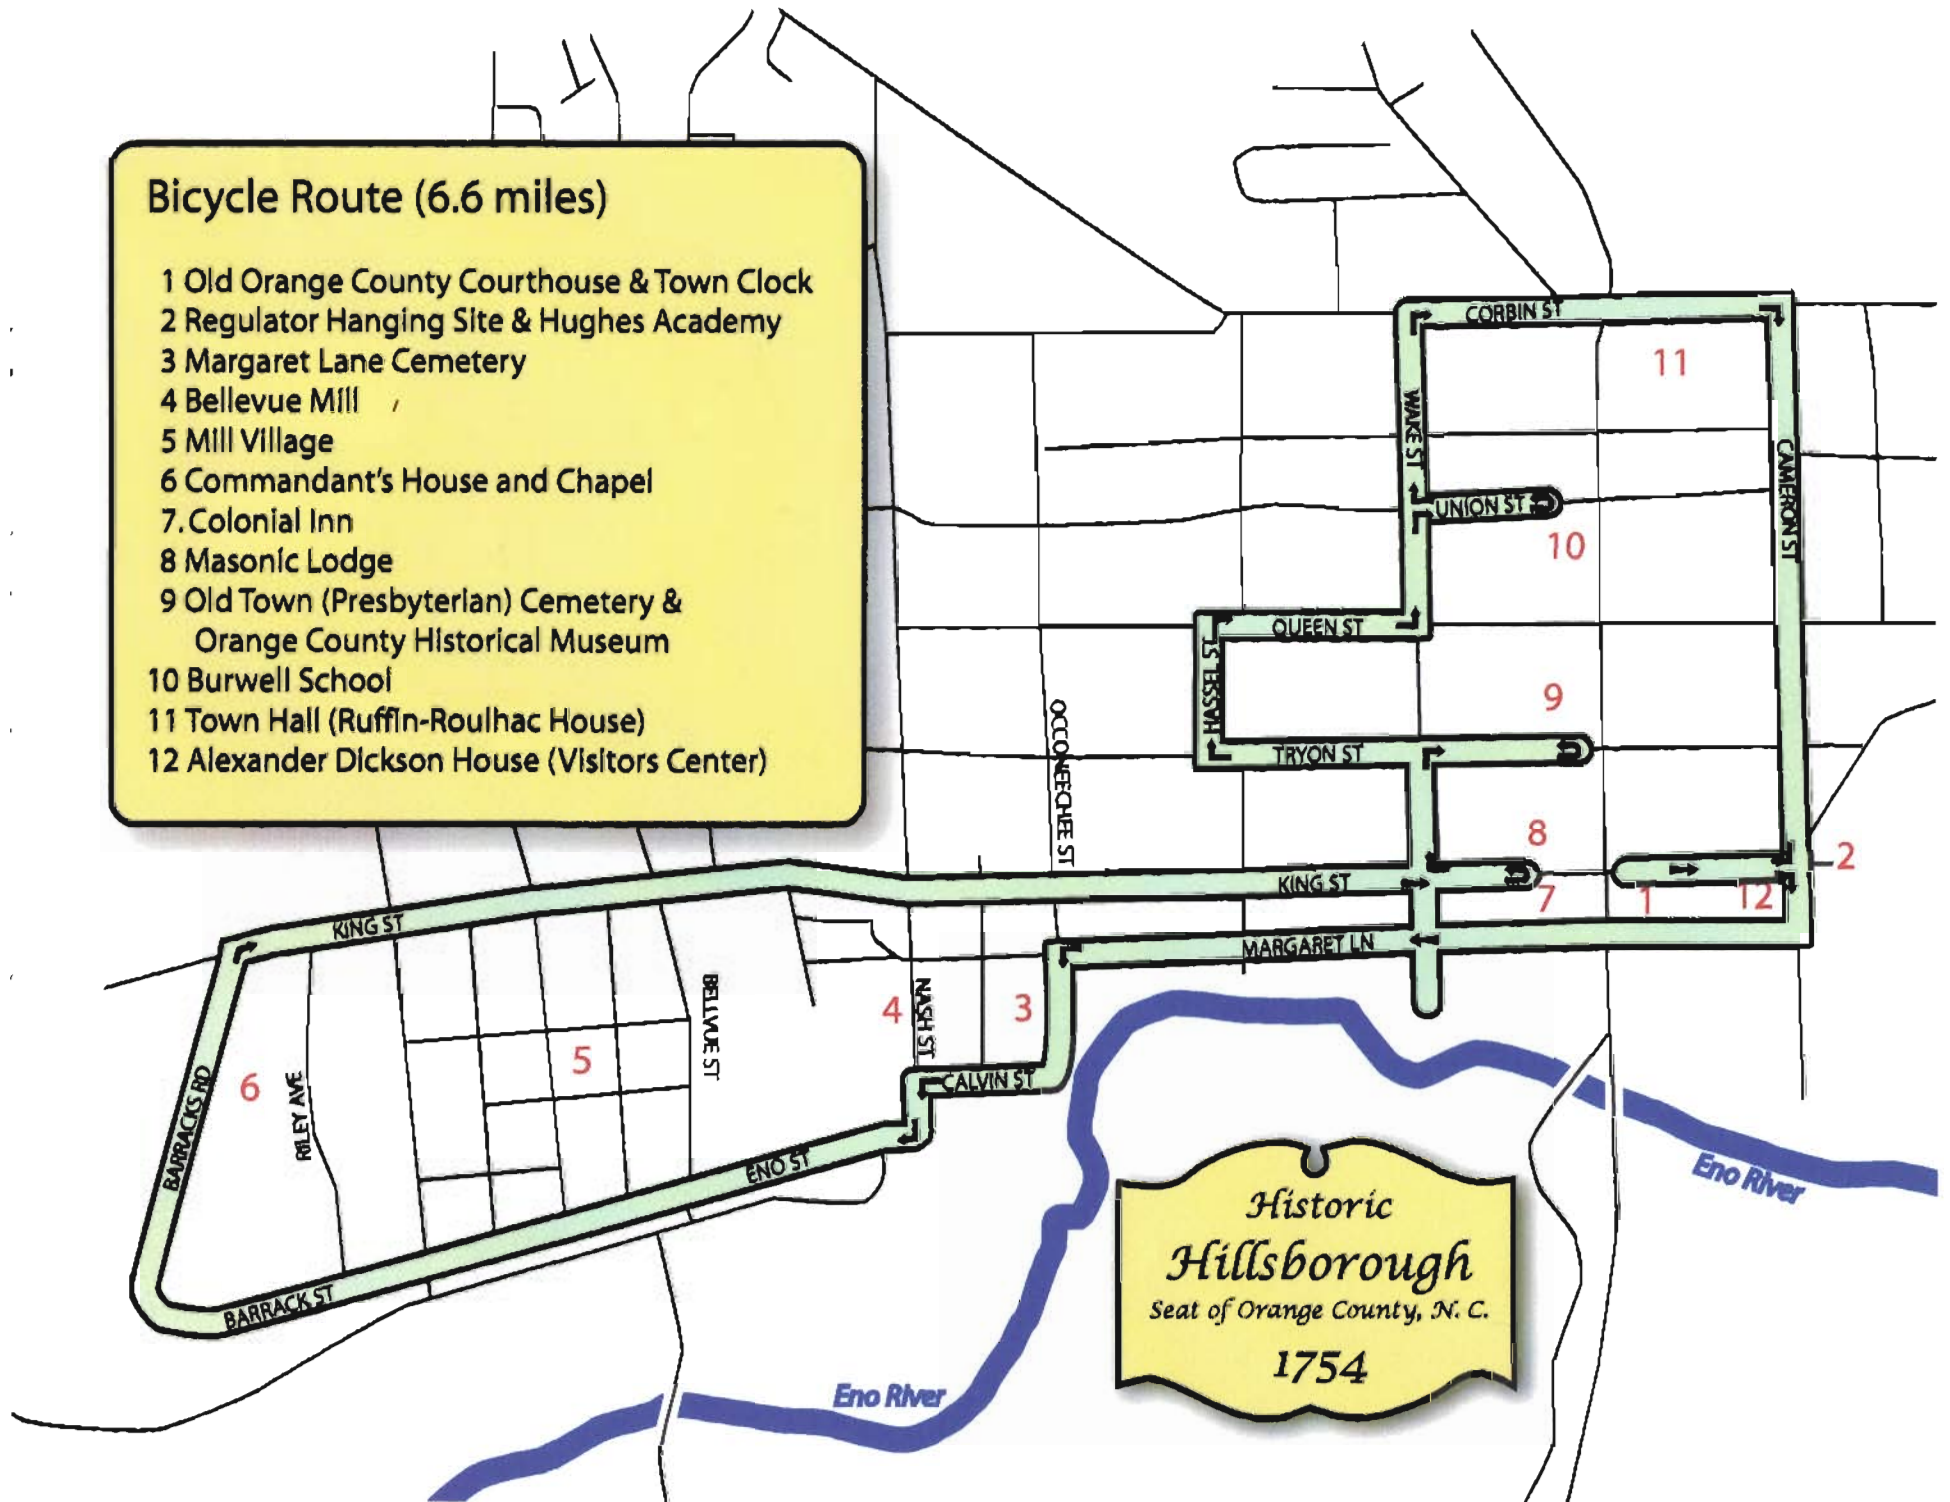 Bicycle Route (6.6 miles)
1 Old Orange County Courthouse & Town Clock
2 Regulator Hanging Site & Hughes Academy
3 Margaret Lane Cemetery
4 Bellevue Mill
5 Mill Village
6 Commandant's House and Chapel
7. Colonial Inn
8 Masonic Lodge
9 Old Town (Presbyterian) Cemetery &
Orange County Historical Museum
10 Burwell School
11 Town Hall (Ruffin-Roulhac House)
12 Alexander Dickson House (Visitors Center)
CORBIN ST
11
WAKE ST
CAMERON ST
UNION ST
10
QUEEN ST
HASSEL ST
9
TRYON ST
OCCONEECHEE ST
8
2
KING ST
7
1
12
KING ST
MARGARET LN
BELLVUE ST
4
NASH ST
3
5
6
CALVIN ST
BARRACKS RD
RILEY AVE
ENO ST
BARRACK ST
Eno River
Eno River
Historic
Hillsborough
Seat of Orange County, N. C.
1754